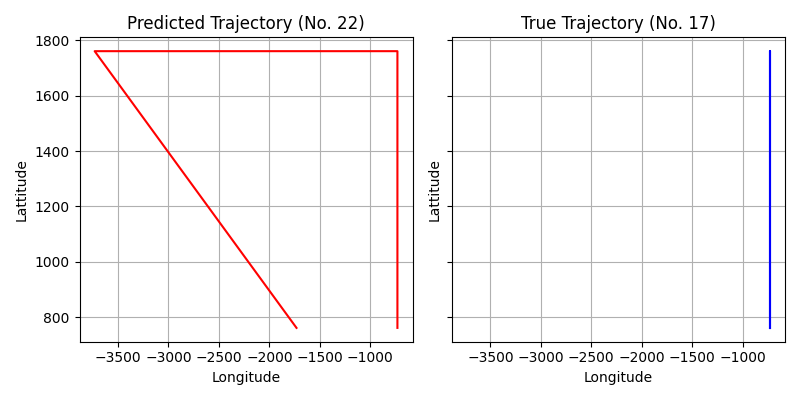 Predicted Trajectory (No. 22)
1800
1600
1400
1200
1000
800
Lattitude
−3500 −3000 −2500 −2000 −1500 −1000
Longitude
True Trajectory (No. 17)
Lattitude
−3500 −3000 −2500 −2000 −1500 −1000
Longitude